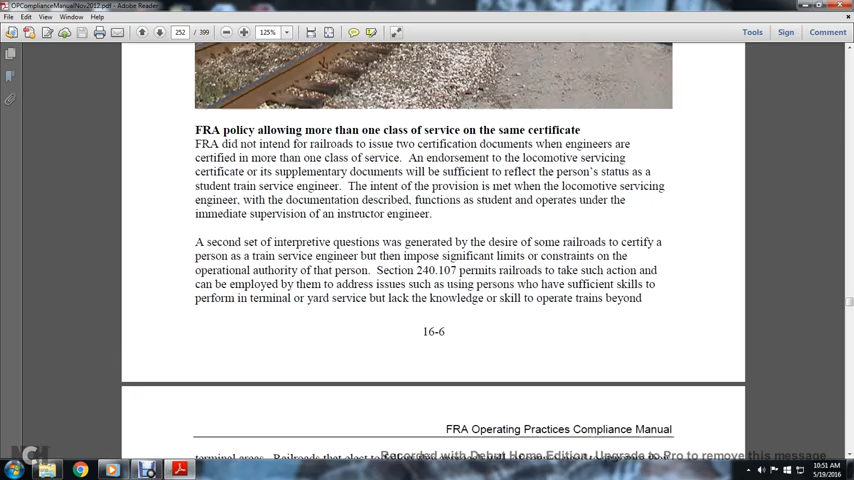 OPComplianceManualNov2012.pdf - Adobe Reader
File Edit View Window Help
252 / 399 125% Tools Sign Comment
FRA policy allowing more than one class of service on the same certificate
FRA did not intend for railroads to issue two certification documents when engineers are
certified in more than one class of service. An endorsement to the locomotive servicing
certificate or its supplementary documents will be sufficient to reflect the person's status as a
student train service engineer. The intent of the provision is met when the locomotive servicing
engineer, with the documentation described, functions as student and operates under the
immediate supervision of an instructor engineer.
A second set of interpretive questions was generated by the desire of some railroads to certify a
person as a train service engineer but then impose significant limits or constraints on the
operational authority of that person. Section 240.107 permits railroads to take such action and
can be employed by them to address issues such as using persons who have sufficient skills to
perform in terminal or yard service but lack the knowledge or skill to operate trains beyond
16-6
FRA Operating Practices Compliance Manual
terminal areas. Railroads that elect to
Recorded with Debut Home Edition. Upgrade to Pro to remove this message
NCH
10:51 AM
5/19/2016